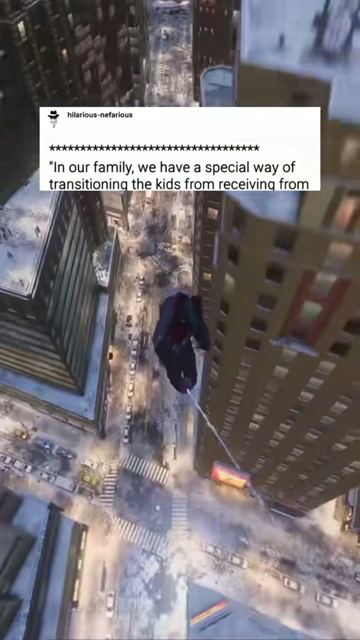 hilarious-nefarious
**********************************
"In our family, we have a special way of
transitioning the kids from receiving from